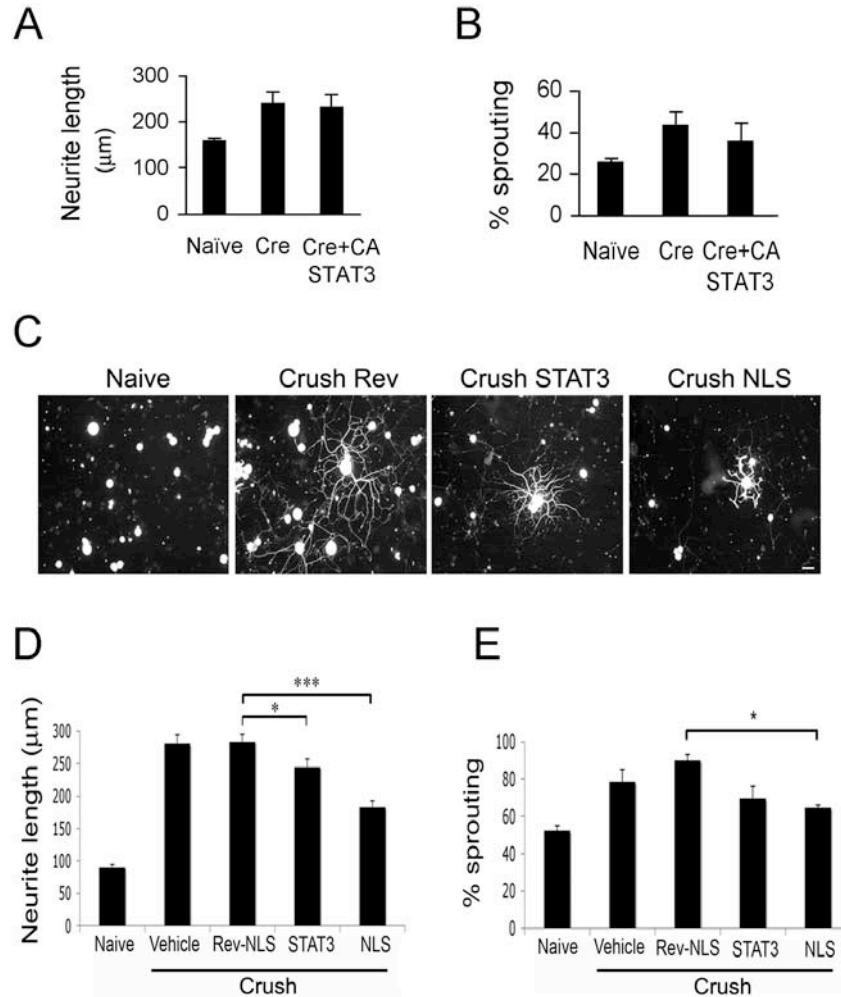 A
Neurite length
(μm)
300
200
100
0
Naïve Cre Cre+CA
STAT3
B
% sprouting
60
40
20
0
Naïve Cre Cre+CA
STAT3
C
Naive Crush Rev Crush STAT3 Crush NLS
D
Neurite length (μm)
300
250
200
150
100
50
0
***
*
Naive Vehicle Rev-NLS STAT3 NLS
Crush
E
% sprouting
100
80
60
40
20
0
*
Naive Vehicle Rev-NLS STAT3 NLS
Crush